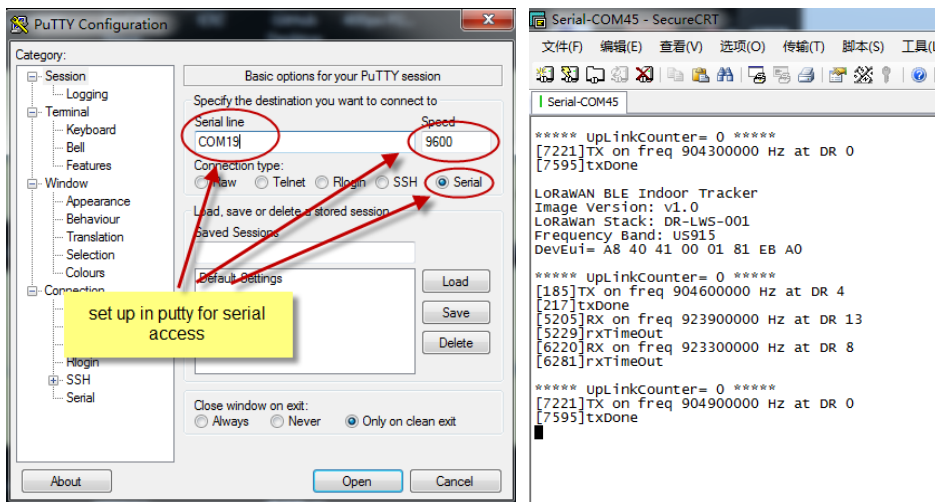 PuTTY Configuration
Category:
Session
Logging
Terminal
Keyboard
Bell
Features
Window
Appearance
Behaviour
Translation
Selection
Colours
Connection
Rlogin
SSH
Serial
Basic options for your PuTTY session
Specify the destination you want to connect to
Serial line Speed
COM19 9600
Connection type:
Raw Telnet Rlogin SSH Serial
Load, save or delete a stored session
Saved Sessions
Default Settings
Load
Save
Delete
set up in putty for serial
access
Close window on exit:
Always Never Only on clean exit
About Open Cancel
Serial-COM45 - SecureCRT
文件(F) 编辑(E) 查看(V) 选项(O) 传输(T) 脚本(S) 工具(L
Serial-COM45
***** UpLinkCounter= 0 *****
[7221]TX on freq 904300000 Hz at DR 0
[7595]txDone
LoRaWAN BLE Indoor Tracker
Image Version: v1.0
LoRaWan Stack: DR-LWS-001
Frequency Band: US915
DevEui= A8 40 41 00 01 81 EB A0
***** UpLinkCounter= 0 *****
[185]TX on freq 904600000 Hz at DR 4
[217]txDone
[5205]RX on freq 923900000 Hz at DR 13
[5229]rxTimeOut
[6220]RX on freq 923300000 Hz at DR 8
[6281]rxTimeOut
***** UpLinkCounter= 0 *****
[7221]TX on freq 904900000 Hz at DR 0
[7595]txDone